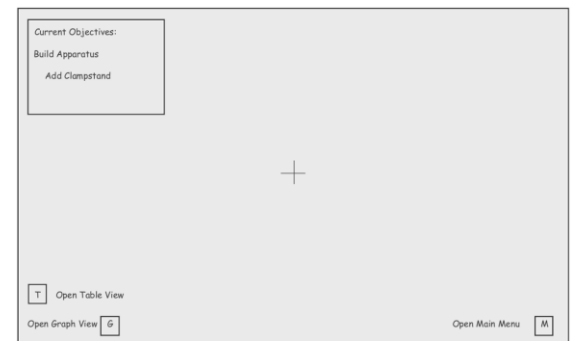 Current Objectives:
Build Apparatus
Add Clampstand
T Open Table View
Open Graph View G
Open Main Menu M